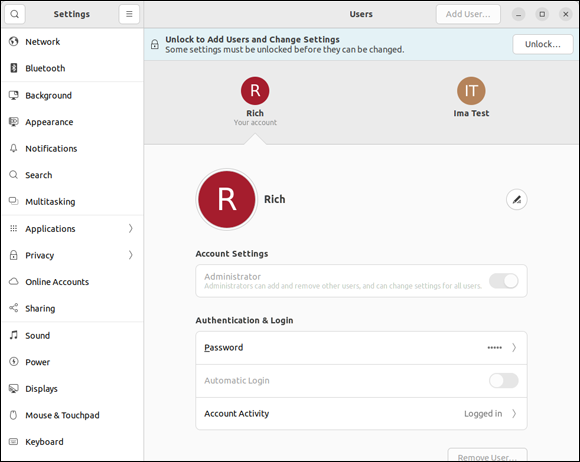 Settings
Users
Add User...
Unlock to Add Users and Change Settings
Some settings must be unlocked before they can be changed.
Unlock...
Network
Bluetooth
Background
Appearance
Notifications
Search
Multitasking
Applications
Privacy
Online Accounts
Sharing
Sound
Power
Displays
Mouse & Touchpad
Keyboard
R
Rich
Your account
IT
Ima Test
R
Rich
Account Settings
Administrator
Administrators can add and remove other users, and can change settings for all users.
Authentication & Login
Password •••••
Automatic Login
Account Activity Logged in
Remove User...